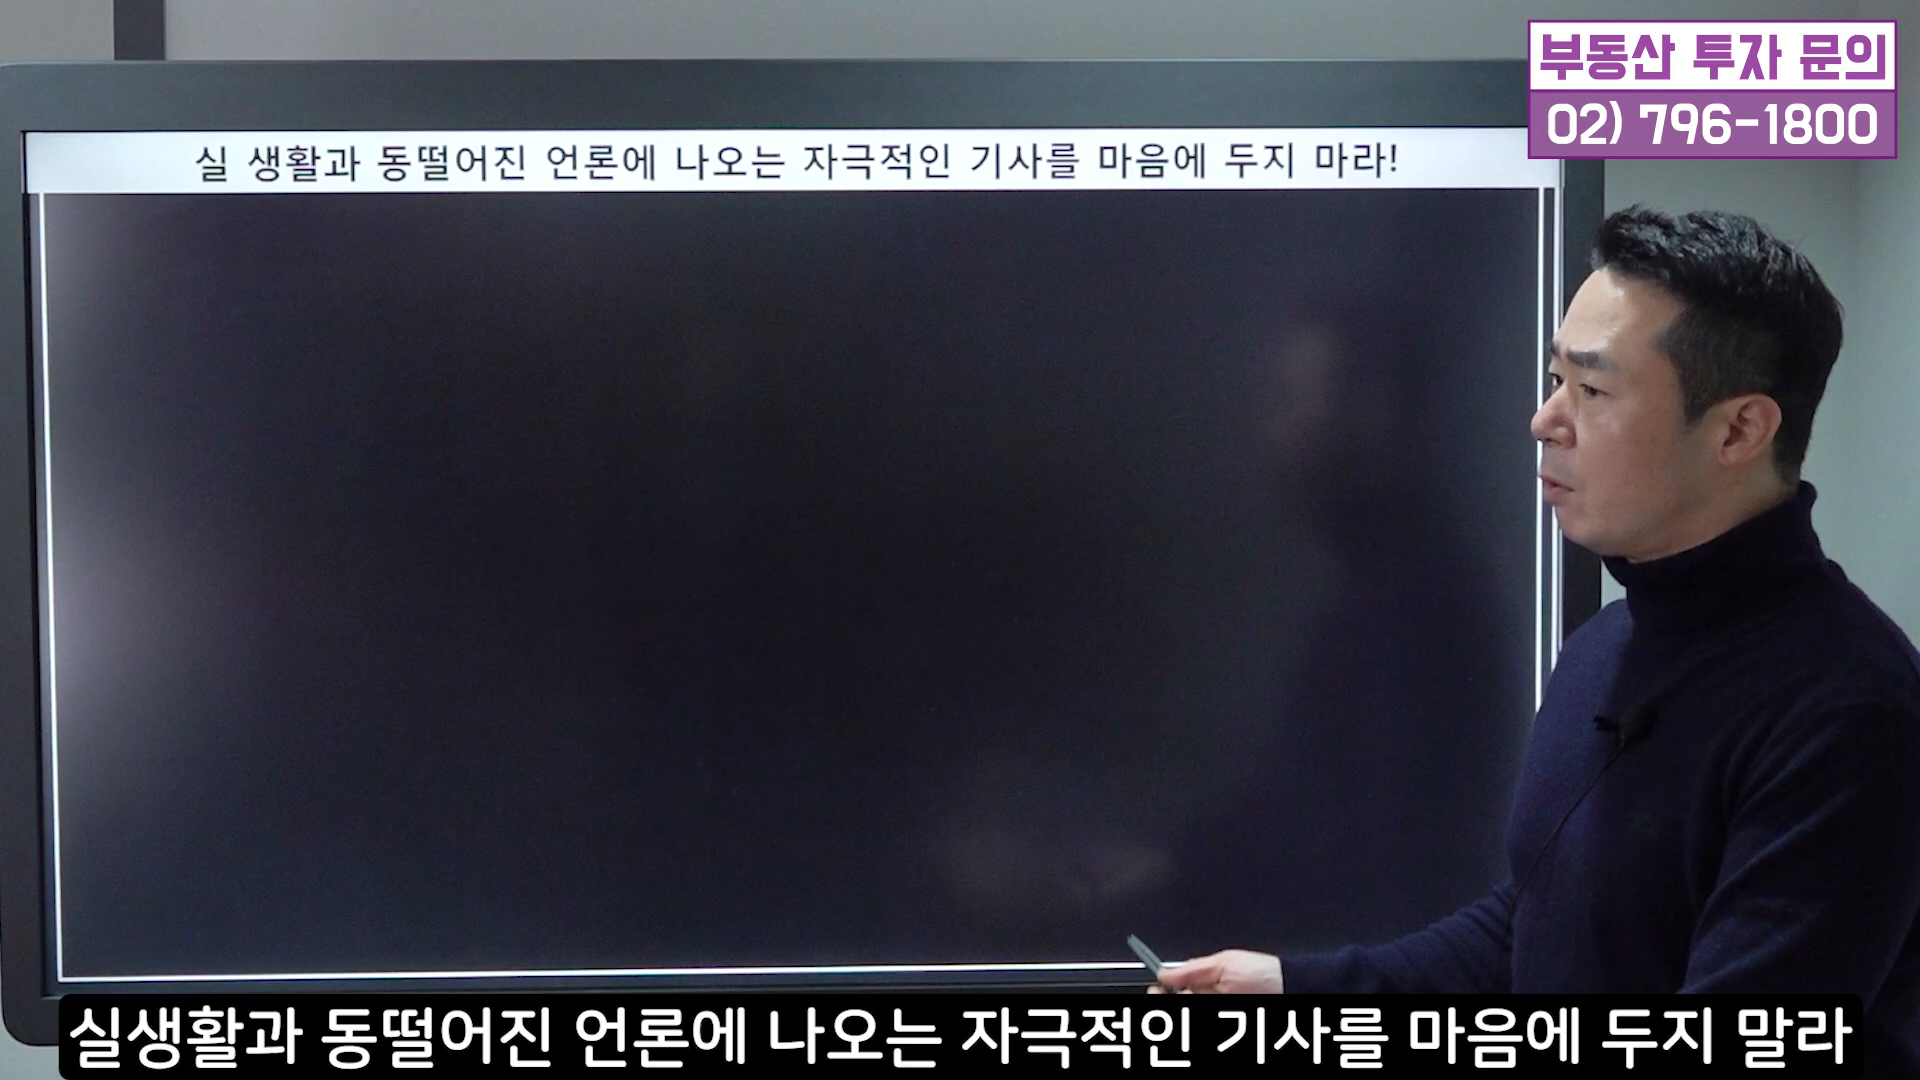 부동산 투자 문의
02) 796-1800
실 생활과 동떨어진 언론에 나오는 자극적인 기사를 마음에 두지 마라!
실생활과 동떨어진 언론에 나오는 자극적인 기사를 마음에 두지 말라